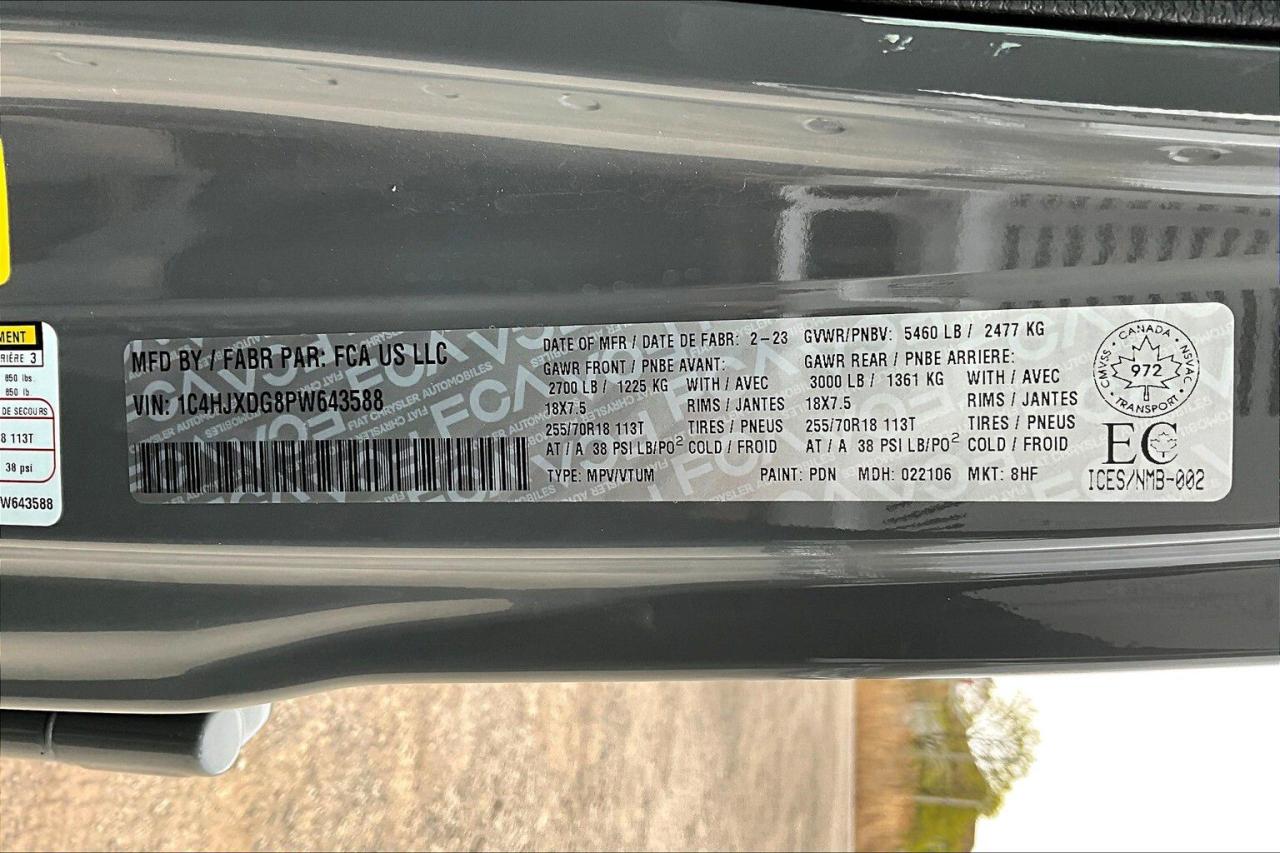 MENT
RIÈRE 3
850 lbs.
850 lb.
DE SECOURS
8 113T
38 psi
W643588
MFD BY / FABR PAR: FCA US LLC
VIN: 1C4HJXDG8PW643588
DATE OF MFR / DATE DE FABR: 2-23 GVWR/PNBV: 5460 LB / 2477 KG
GAWR FRONT / PNBE AVANT: GAWR REAR / PNBE ARRIERE:
2700 LB / 1225 KG WITH / AVEC 3000 LB / 1361 KG WITH / AVEC
18X7.5 RIMS / JANTES 18X7.5 RIMS / JANTES
255/70R18 113T TIRES / PNEUS 255/70R18 113T TIRES / PNEUS
AT / A 38 PSI LB/PO² COLD / FROID AT / A 38 PSI LB/PO² COLD / FROID
TYPE: MPV/VTUM PAINT: PDN MDH: 022106 MKT: 8HF
CANADA
CMVSS NSVAC
972
TRANSPORT
EC
ICES/NMB-002